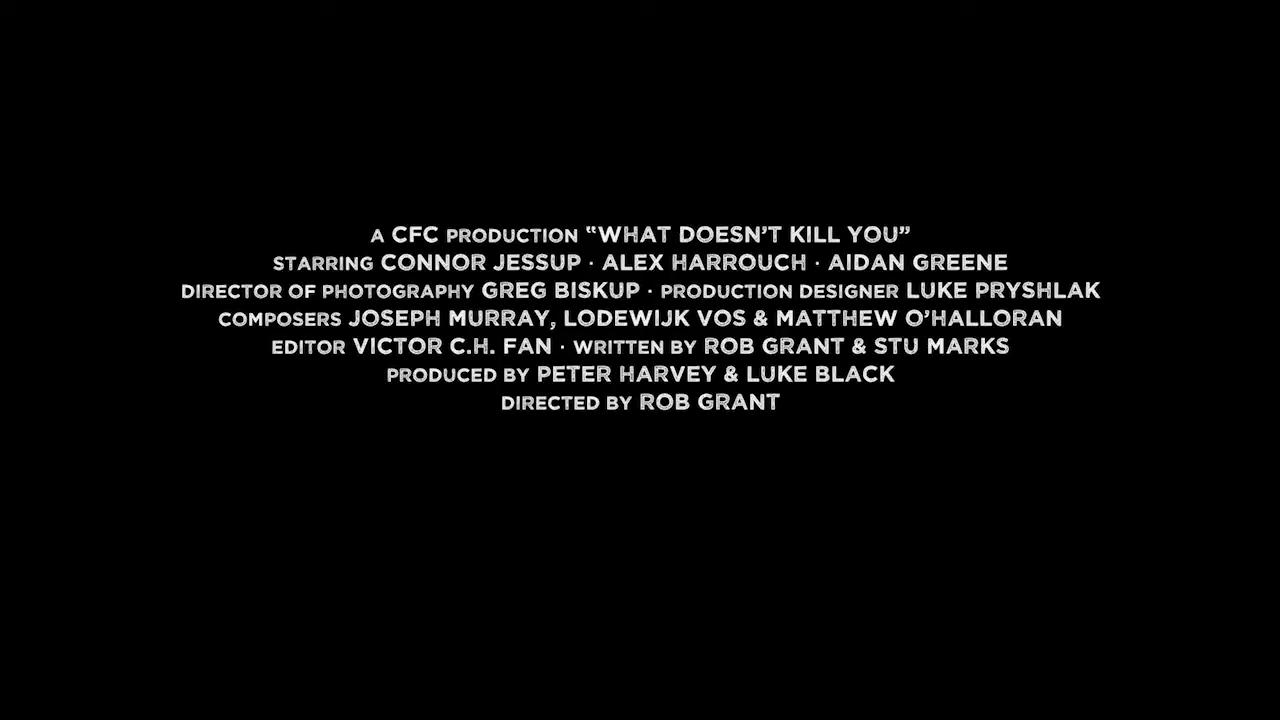 A CFC PRODUCTION “WHAT DOESN’T KILL YOU”
STARRING CONNOR JESSUP · ALEX HARROUCH · AIDAN GREENE
DIRECTOR OF PHOTOGRAPHY GREG BISKUP · PRODUCTION DESIGNER LUKE PRYSHLAK
COMPOSERS JOSEPH MURRAY, LODEWIJK VOS & MATTHEW O’HALLORAN
EDITOR VICTOR C.H. FAN · WRITTEN BY ROB GRANT & STU MARKS
PRODUCED BY PETER HARVEY & LUKE BLACK
DIRECTED BY ROB GRANT